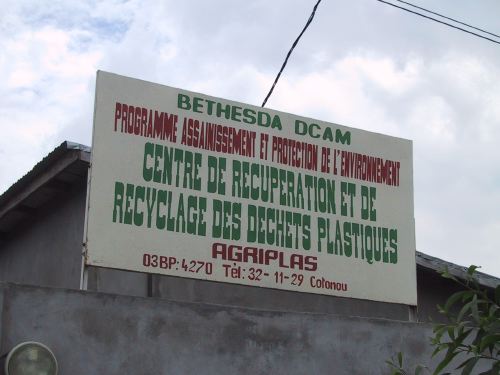 BETHESDA DCAM
PROGRAMME ASSAINISSEMENT ET PROTECTION DE L'ENVIRONNEMENT
CENTRE DE RECUPERATION ET DE
RECYCLAGE DES DECHETS PLASTIQUES
AGRIPLAS
03BP:4270 Tél: 32-11-29 Cotonou